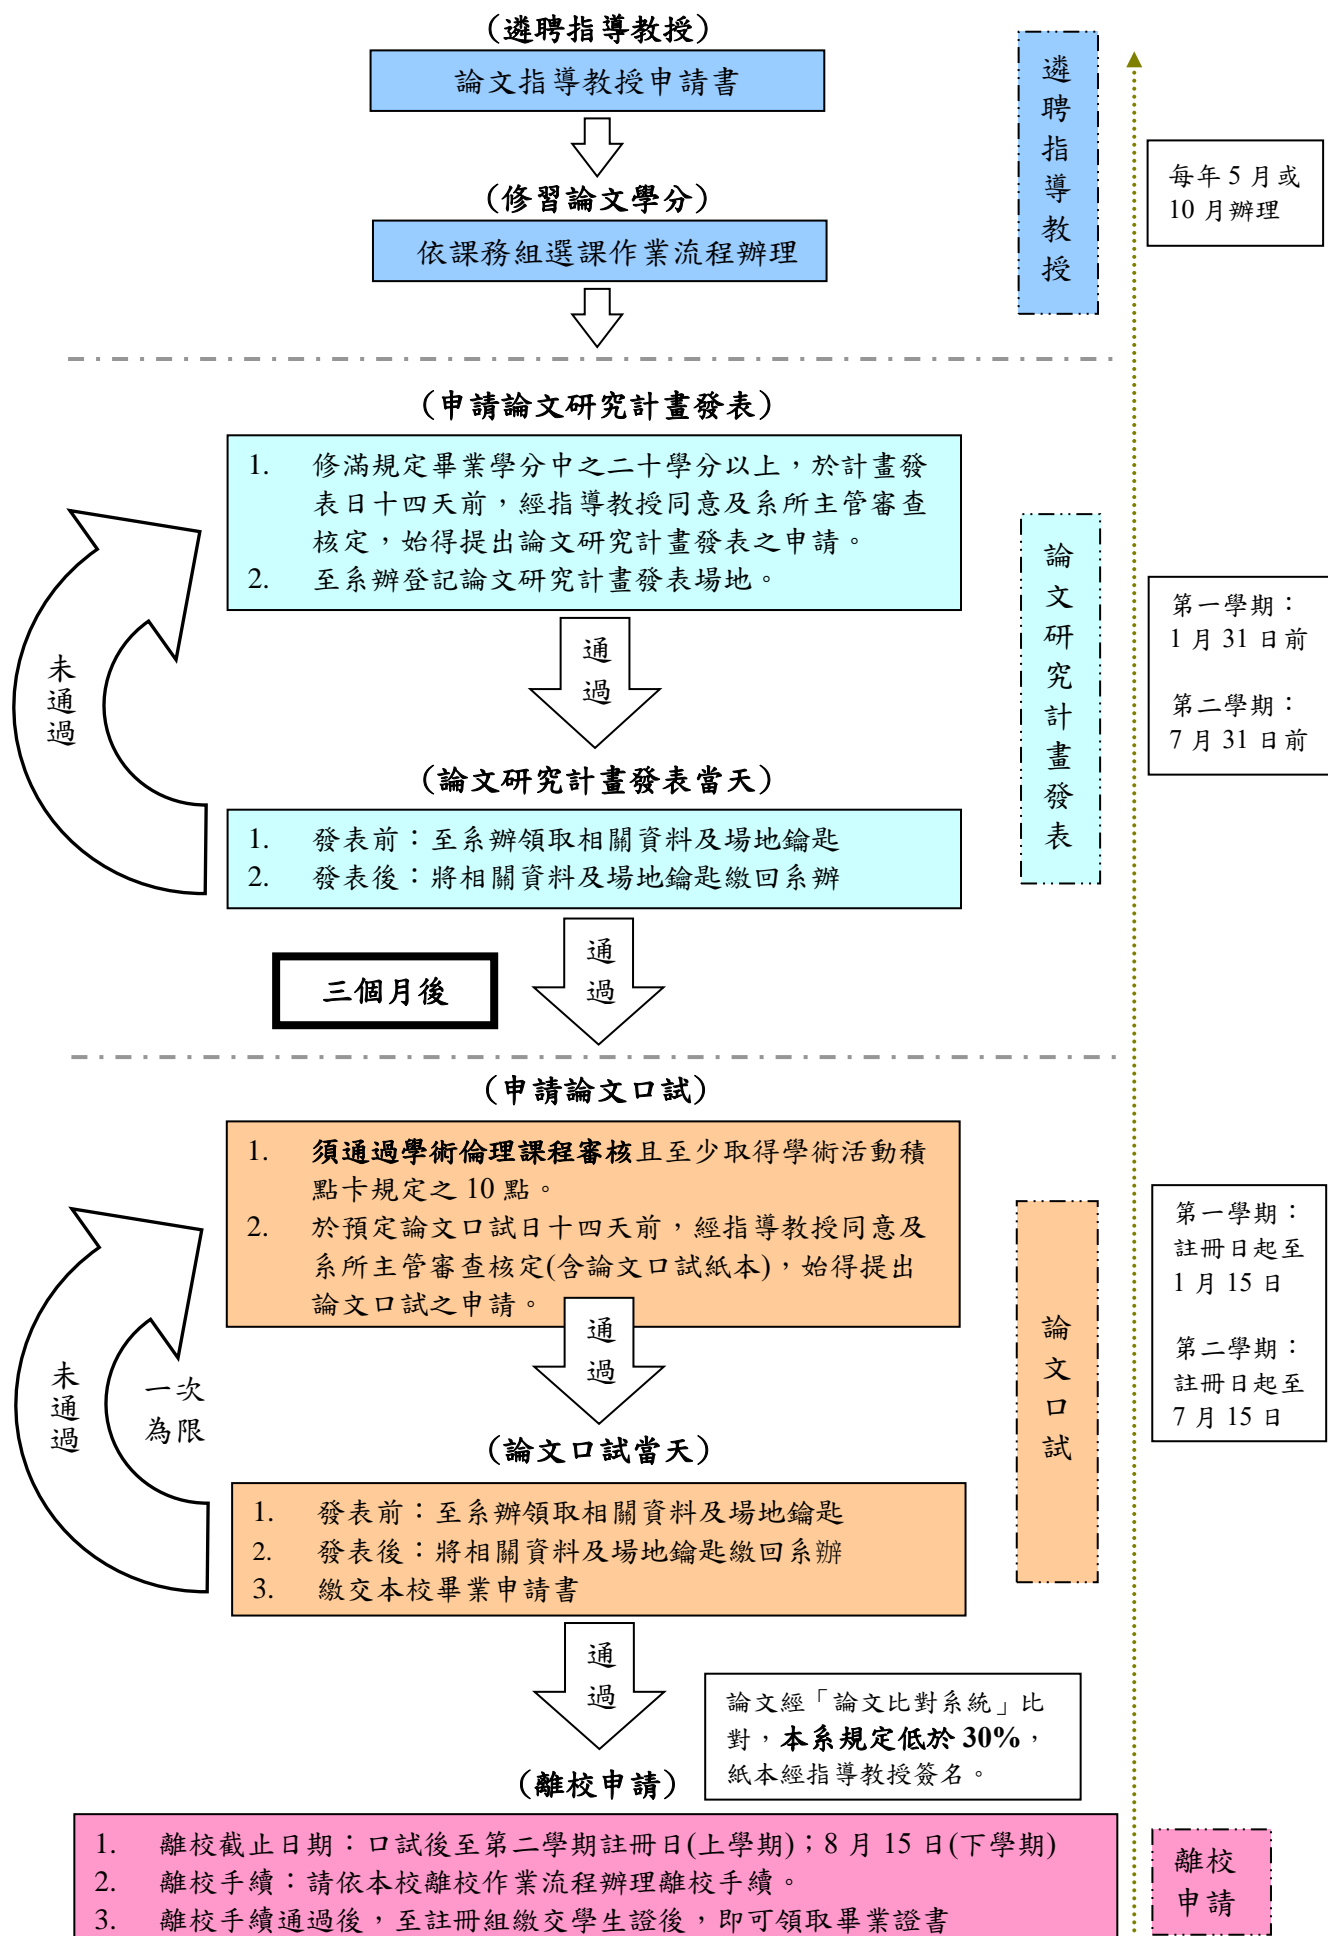 （遴聘指導教授）
論文指導教授申請書
（修習論文學分）
依課務組選課作業流程辦理
遴聘指導教授
每年 5 月或
10 月辦理
（申請論文研究計畫發表）
1. 修滿規定畢業學分中之二十學分以上，於計畫發
表日十四天前，經指導教授同意及系所主管審查
核定，始得提出論文研究計畫發表之申請。
2. 至系辦登記論文研究計畫發表場地。
未通過
通過
（論文研究計畫發表當天）
1. 發表前：至系辦領取相關資料及場地鑰匙
2. 發表後：將相關資料及場地鑰匙繳回系辦
論文研究計畫發表
第一學期：
1 月 31 日前
第二學期：
7 月 31 日前
三個月後
通過
（申請論文口試）
1. 須通過學術倫理課程審核且至少取得學術活動積
點卡規定之 10 點。
2. 於預定論文口試日十四天前，經指導教授同意及
系所主管審查核定(含論文口試紙本)，始得提出
論文口試之申請。
未通過
一次
為限
通過
（論文口試當天）
1. 發表前：至系辦領取相關資料及場地鑰匙
2. 發表後：將相關資料及場地鑰匙繳回系辦
3. 繳交本校畢業申請書
論文口試
第一學期：
註冊日起至
1 月 15 日
第二學期：
註冊日起至
7 月 15 日
通過
論文經「論文比對系統」比
對，本系規定低於 30%，
紙本經指導教授簽名。
（離校申請）
1. 離校截止日期：口試後至第二學期註冊日(上學期)；8 月 15 日(下學期)
2. 離校手續：請依本校離校作業流程辦理離校手續。
3. 離校手續通過後，至註冊組繳交學生證後，即可領取畢業證書
離校
申請